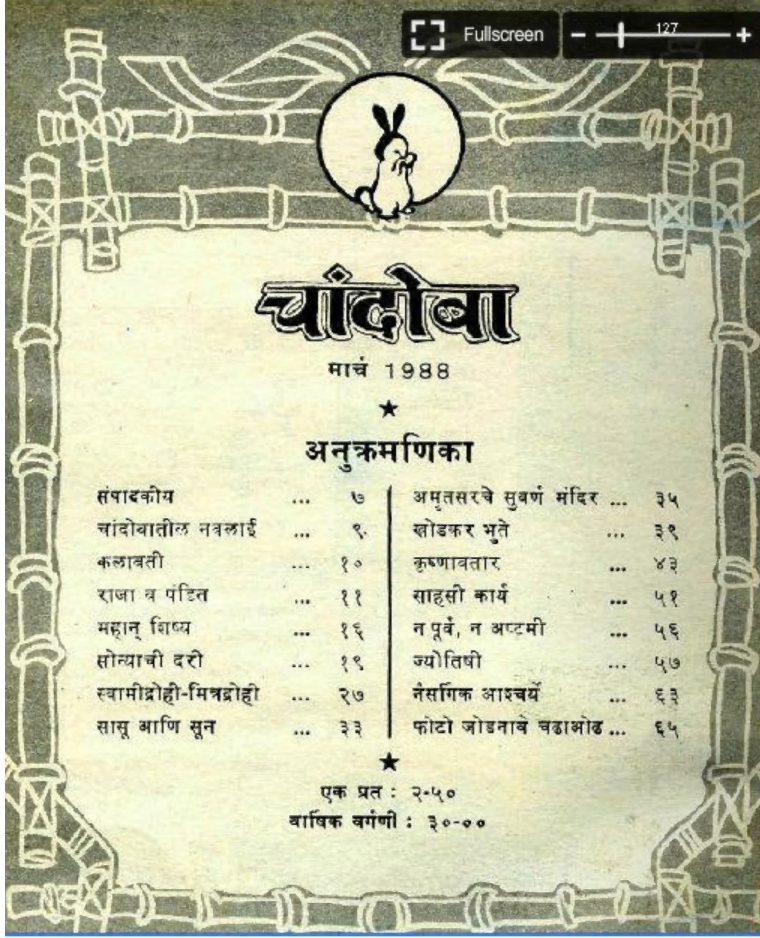 Fullscreen
127
चांदोबा
मार्च 1988
अनुक्रमणिका
संपादकीय ... ७
चांदोबातील नवलाई ... ९
कलावती ... १०
राजा व पंडित ... ११
महान् शिष्य ... १६
सोन्याची दरी ... १९
स्वामीद्रोही-मित्रद्रोही ... २७
सासू आणि सून ... ३३
अमृतसरचे सुवर्ण मंदिर ... ३५
खोडकर भुते ... ३९
कृष्णावतार ... ४३
साहसी कार्य ... ५१
न पूर्व, न अष्टमी ... ५६
ज्योतिषी ... ५७
नैसर्गिक आश्चर्ये ... ६३
फोटो जोडनावे चढाओढ ... ६५
एक प्रत : २-५०
वार्षिक वर्गणी : ३०-००